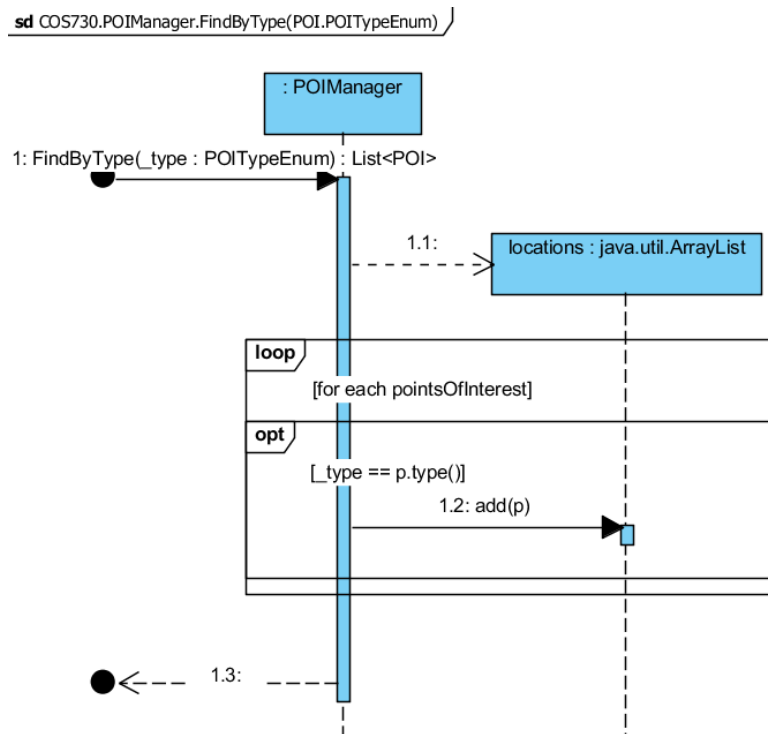 sd COS730.POIManager.FindByType(POI.POITypeEnum)
: POIManager
1: FindByType(_type : POITypeEnum) : List<POI>
1.1:
locations : java.util.ArrayList
loop
[for each pointsOfInterest]
opt
[_type == p.type()]
1.2: add(p)
1.3: